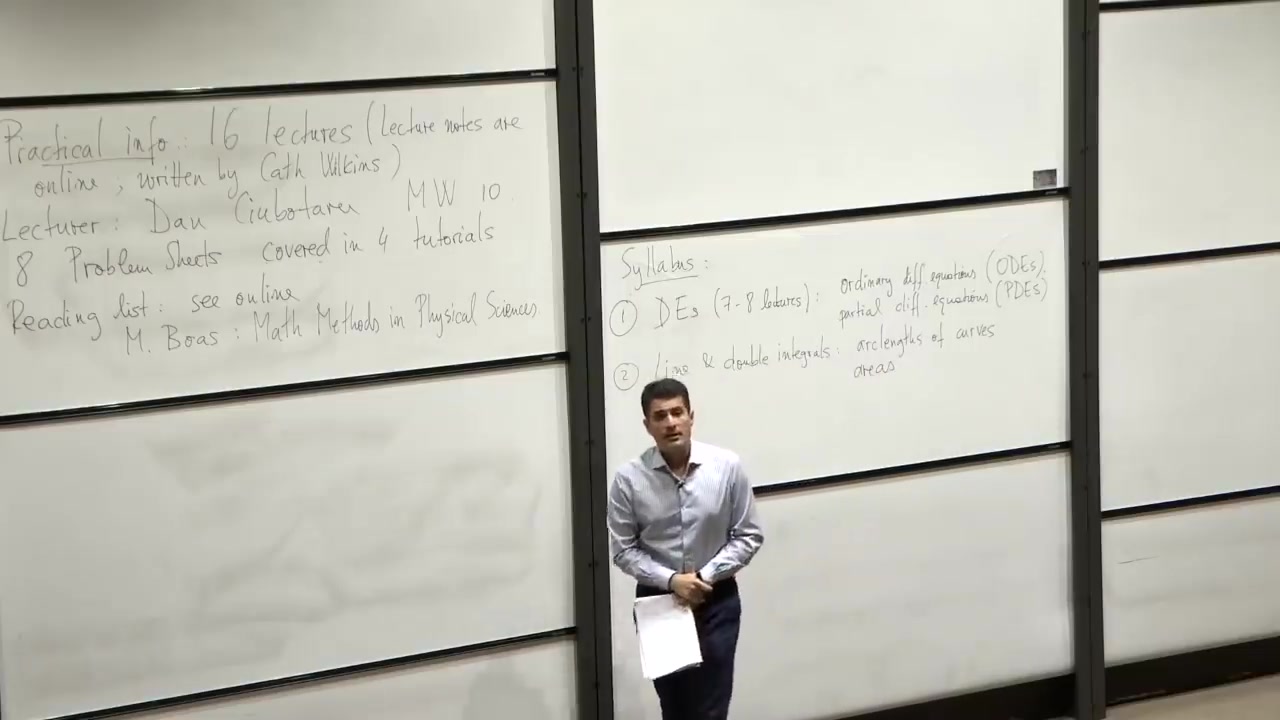 Practical info: 16 lectures (Lecture notes are
online; written by Cath Wilkins)
Lecturer: Dan Ciubotaru MW 10.
8 Problem Sheets covered in 4 tutorials
Reading list: see online
M. Boas: Math Methods in Physical Sciences
Syllabus:
① DEs (7-8 lectures): ordinary diff equations (ODEs).
partial diff. equations (PDEs)
② Line & double integrals: arclengths of curves
areas